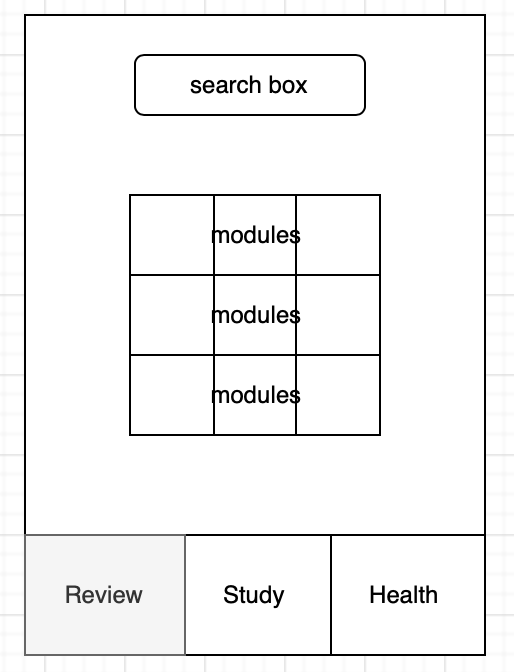 search box
modules
modules
modules
Review
Study
Health